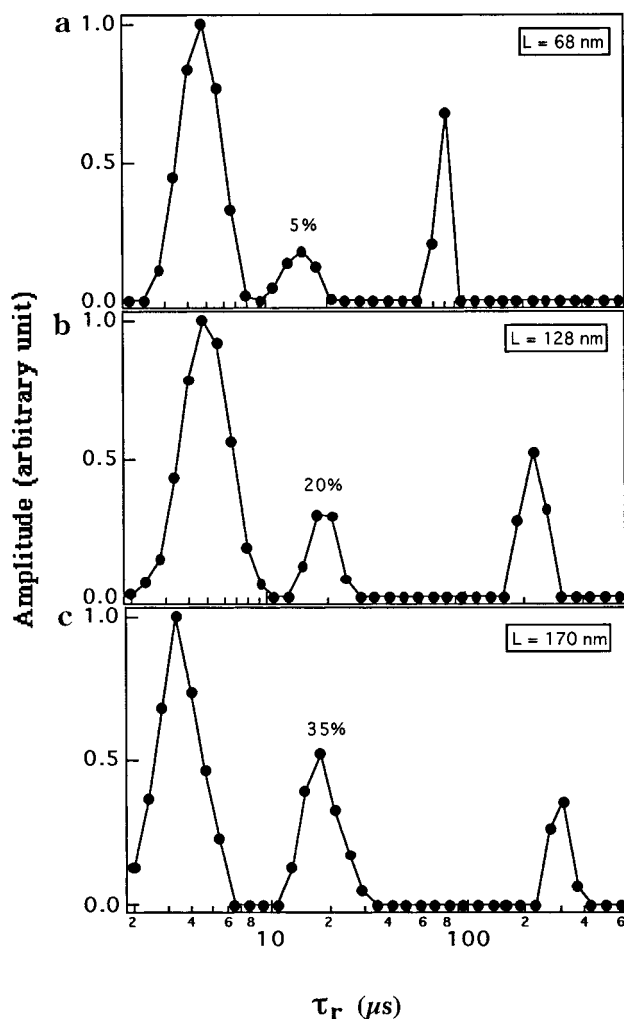 a
1.0
L = 68 nm
0.5
5%
0.0
b
1.0
L = 128 nm
0.5
20%
0.0
c
1.0
L = 170 nm
0.5
35%
0.0
2 4 6 8 2 4 6 8 2 4 6
10 100
Amplitude (arbitrary unit)
τr (μs)